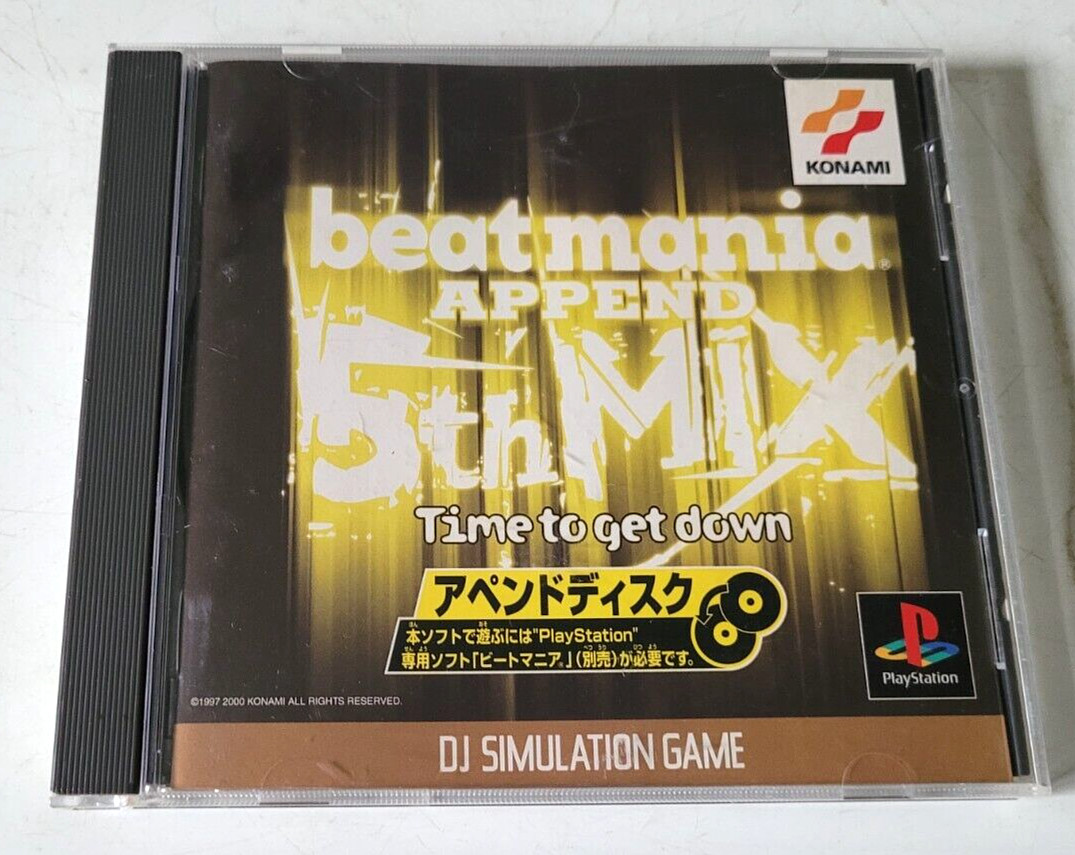 KONAMI
beatmania®
APPEND
5th MIX
Time to get down
アペンドディスク
本ソフトで遊ぶには"PlayStation"
専用ソフト「ビートマニア®」(別売)が必要です。
PlayStation
©1997 2000 KONAMI ALL RIGHTS RESERVED.
DJ SIMULATION GAME